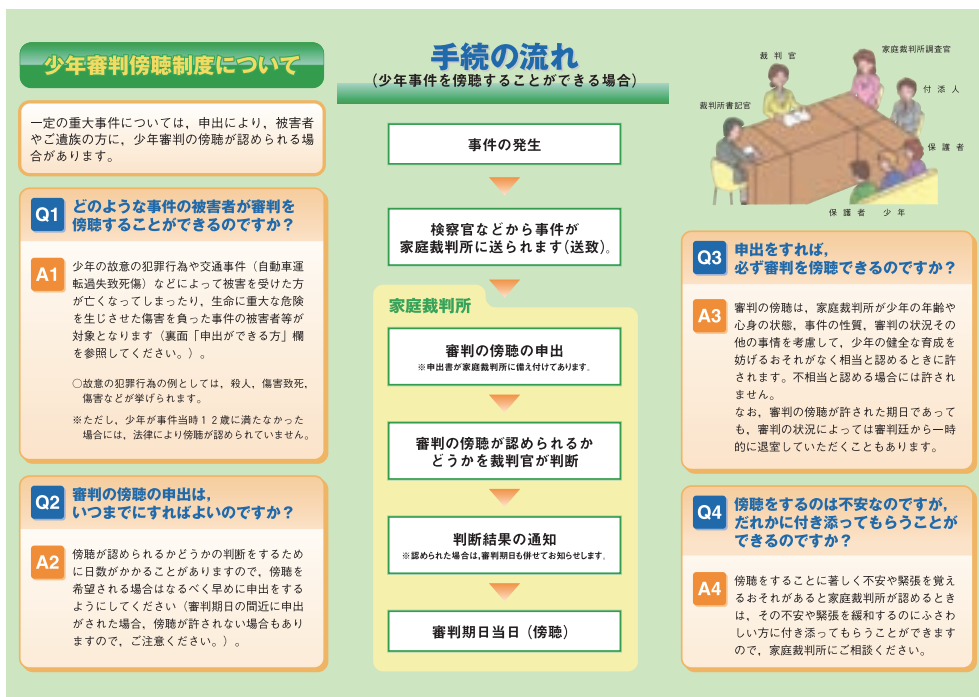 少年審判傍聴制度について
一定の重大事件については，申出により，被害者
やご遺族の方に，少年審判の傍聴が認められる場
合があります。
Q1 どのような事件の被害者が審判を
傍聴することができるのですか？
A1 少年の故意の犯罪行為や交通事件（自動車運
転過失致死傷）などによって被害を受けた方
が亡くなってしまったり，生命に重大な危険
を生じさせた傷害を負った事件の被害者等が
対象となります（裏面「申出ができる方」欄
を参照してください。）。
○故意の犯罪行為の例としては，殺人，傷害致死，
傷害などが挙げられます。
※ただし，少年が事件当時１２歳に満たなかった
場合には，法律により傍聴が認められていません。
Q2 審判の傍聴の申出は，
いつまでにすればよいのですか？
A2 傍聴が認められるかどうかの判断をするため
に日数がかかることがありますので，傍聴を
希望される場合はなるべく早めに申出をする
ようにしてください（審判期日の間近に申出
がされた場合，傍聴が許されない場合もあり
ますので，ご注意ください。）。
手続の流れ
（少年事件を傍聴することができる場合）
事件の発生
検察官などから事件が
家庭裁判所に送られます（送致）。
家庭裁判所
審判の傍聴の申出
※申出書が家庭裁判所に備え付けてあります。
審判の傍聴が認められるか
どうかを裁判官が判断
判断結果の通知
※認められた場合は，審判期日も併せてお知らせします。
審判期日当日（傍聴）
家庭裁判所調査官
裁判官
付添人
裁判所書記官
保護者
保護者 少年
Q3 申出をすれば，
必ず審判を傍聴できるのですか？
A3 審判の傍聴は，家庭裁判所が少年の年齢や
心身の状態，事件の性質，審判の状況その
他の事情を考慮して，少年の健全な育成を
妨げるおそれがなく相当と認めるときに許
されます。不相当と認める場合には許され
ません。
なお，審判の傍聴が許された期日であって
も，審判の状況によっては審判廷から一時
的に退室していただくこともあります。
Q4 傍聴をするのは不安なのですが，
だれかに付き添ってもらうことが
できるのですか？
A4 傍聴をすることに著しく不安や緊張を覚え
るおそれがあると家庭裁判所が認めるとき
は，その不安や緊張を緩和するのにふさわ
しい方に付き添ってもらうことができます
ので，家庭裁判所にご相談ください。